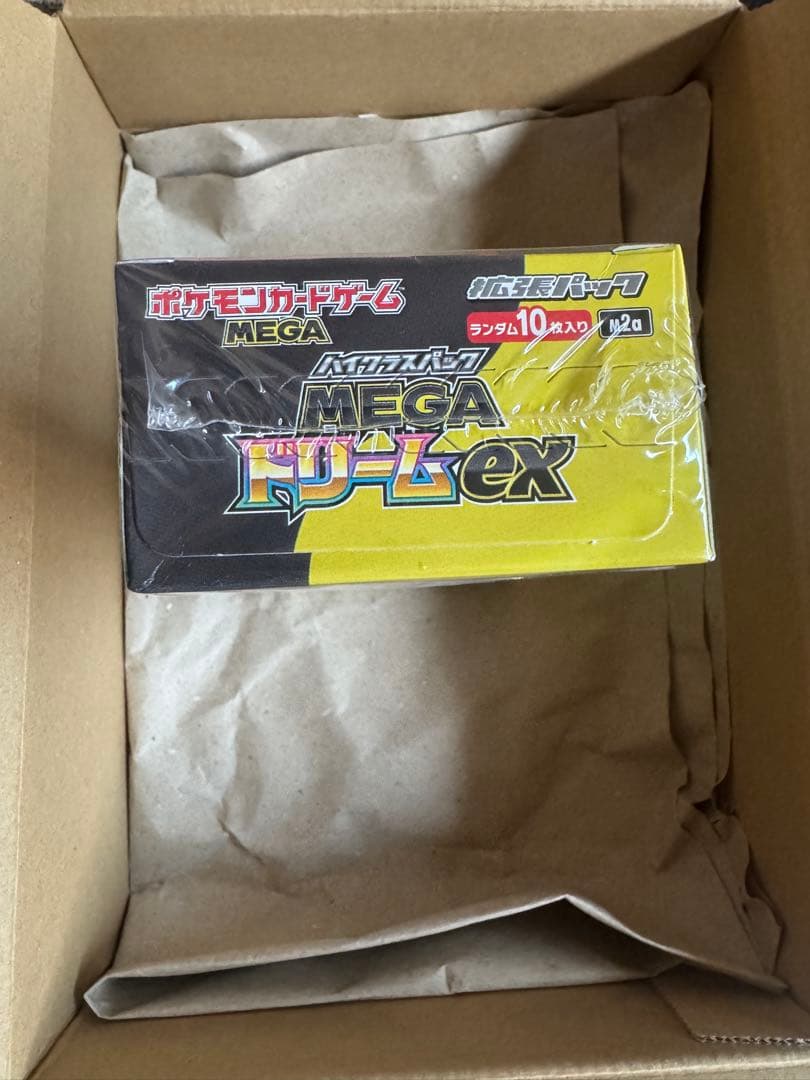 ポケモンカードゲーム
MEGA
拡張パック
ランダム10枚入り
M2a
ハイクラスパック
MEGA
ドリームex